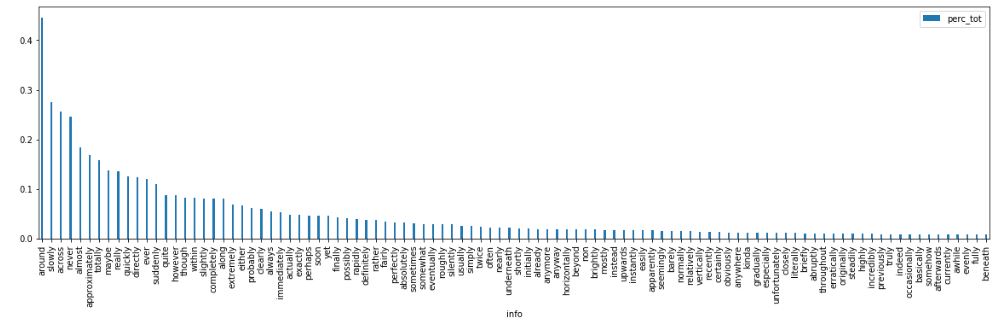 perc_tot
0.4
0.3
0.2
0.1
0.0
around
slowly
across
never
almost
approximately
totally
maybe
really
quickly
directly
ever
suddenly
quite
however
though
within
slightly
completely
along
extremely
either
probably
clearly
always
immediately
actually
exactly
perhaps
soon
yet
finally
possibly
rapidly
definitely
rather
fairly
perfectly
absolutely
sometimes
somewhat
eventually
roughly
silently
usually
simply
twice
often
nearly
underneath
shortly
initially
already
anymore
anyway
horizontally
beyond
non
brightly
mostly
instead
upwards
instantly
easily
apparently
seemingly
barely
normally
relatively
vertically
recently
certainly
obviously
anywhere
kinda
gradually
especially
unfortunately
closely
literally
briefly
abruptly
throughout
erratically
originally
steadily
highly
incredibly
previously
truly
indeed
occasionally
basically
somehow
afterwards
currently
awhile
evenly
fully
beneath
info